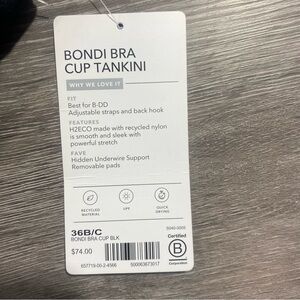 BONDI BRA
CUP TANKINI
WHY WE LOVE IT
FIT
Best for B-DD
Adjustable straps and back hook
FEATURES
H2ECO made with recycled nylon
is smooth and sleek with
powerful stretch
FAVE
Hidden Underwire Support
Removable pads
RECYCLED
MATERIAL
UPF
QUICK
DRYING
36B/C
BONDI BRA CUP BLK
$74.00
Certified
B
Corporation